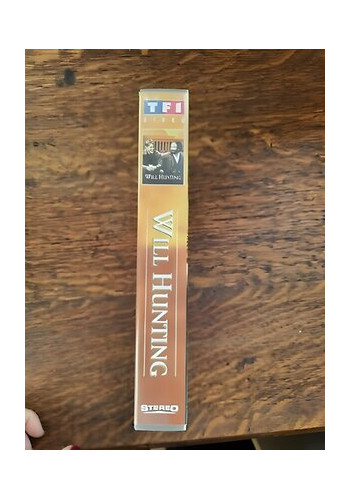 TF1
VIDEO
WILL HUNTING
WILL HUNTING
STEREO